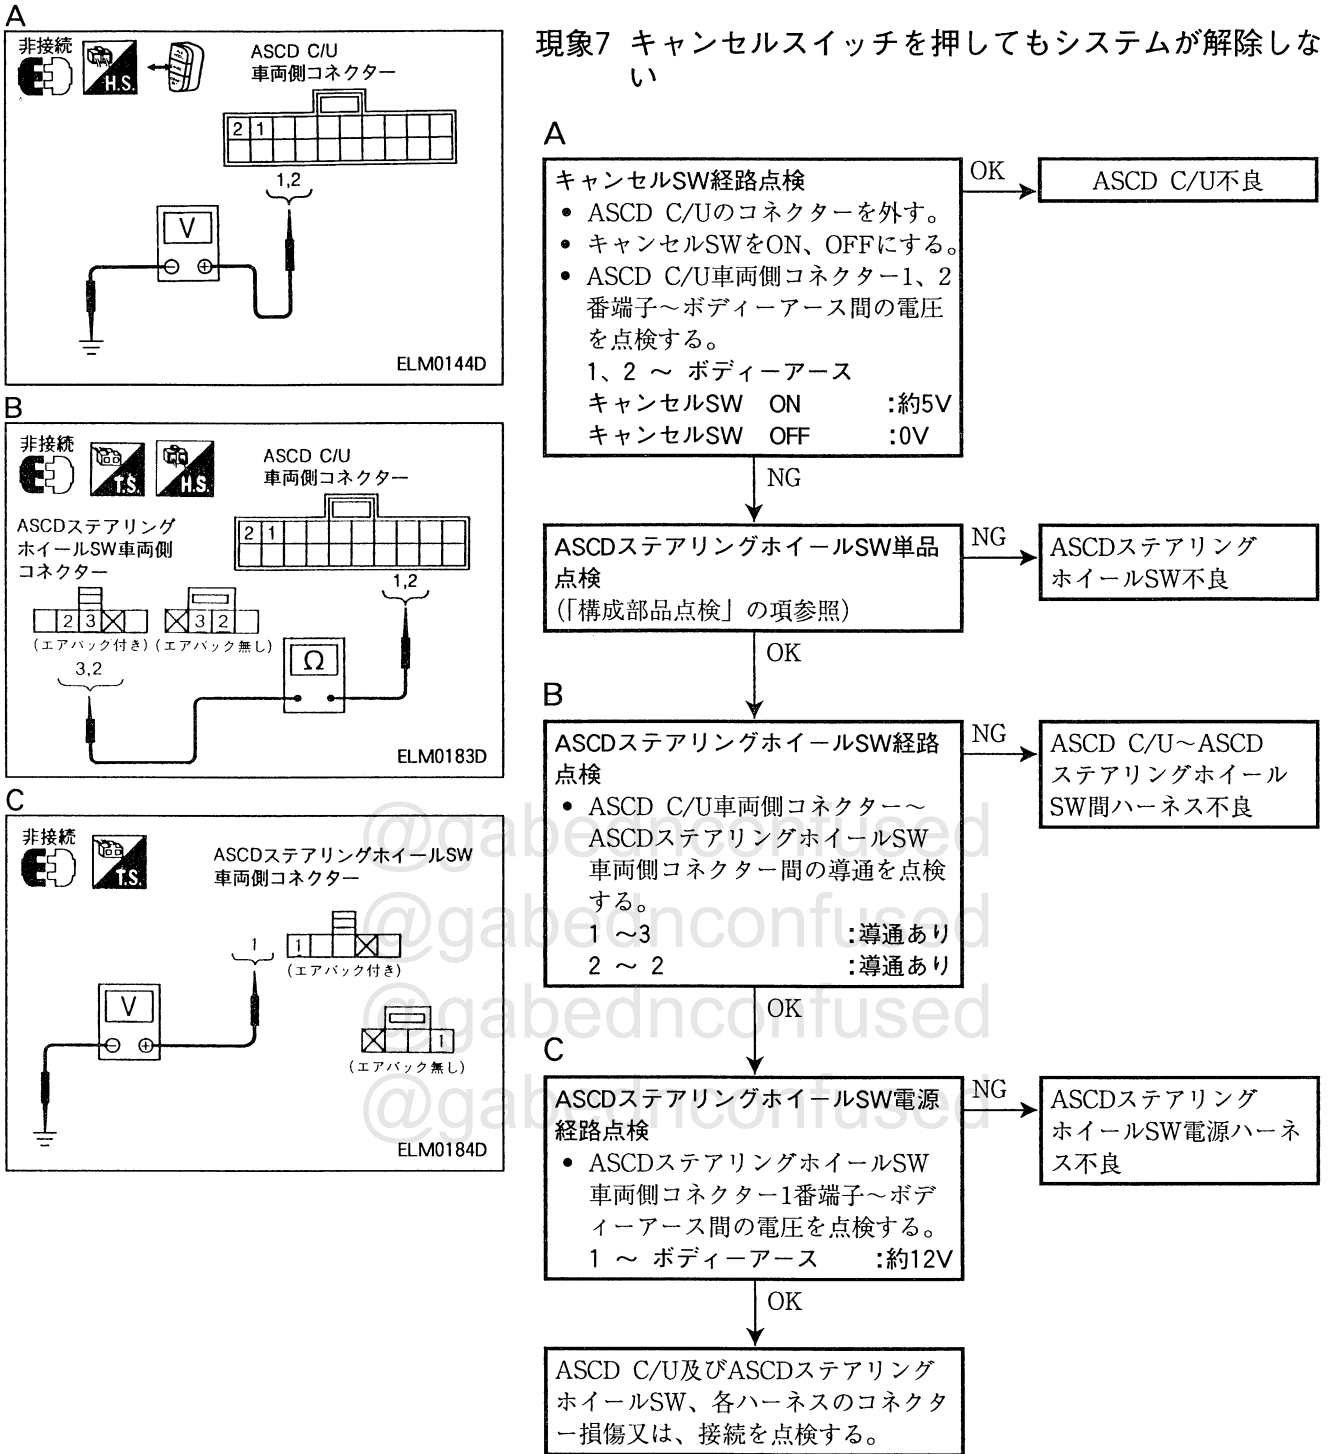 A
非接続
H.S.
ASCD C/U
車両側コネクター
2 1
1,2
V
ELM0144D
B
非接続
T.S.
H.S.
ASCD C/U
車両側コネクター
2 1
1,2
ASCDステアリング
ホイールSW車両側
コネクター
2 3
3 2
(エアバック付き) (エアバック無し)
3,2
Ω
ELM0183D
C
非接続
T.S.
ASCDステアリングホイールSW
車両側コネクター
1
1
(エアバック付き)
V
1
(エアバック無し)
ELM0184D
現象7 キャンセルスイッチを押してもシステムが解除しな
い
A
キャンセルSW経路点検
• ASCD C/Uのコネクターを外す。
• キャンセルSWをON、OFFにする。
• ASCD C/U車両側コネクター1、2
番端子～ボディーアース間の電圧
を点検する。
1、2 ～ ボディーアース
キャンセルSW ON :約5V
キャンセルSW OFF :0V
OK
ASCD C/U不良
NG
ASCDステアリングホイールSW単品
点検
(「構成部品点検」の項参照)
NG
ASCDステアリング
ホイールSW不良
OK
B
ASCDステアリングホイールSW経路
点検
• ASCD C/U車両側コネクター～
ASCDステアリングホイールSW
車両側コネクター間の導通を点検
する。
1 ～3 :導通あり
2 ～ 2 :導通あり
NG
ASCD C/U～ASCD
ステアリングホイール
SW間ハーネス不良
OK
C
ASCDステアリングホイールSW電源
経路点検
• ASCDステアリングホイールSW
車両側コネクター1番端子～ボデ
ィーアース間の電圧を点検する。
1 ～ ボディーアース :約12V
NG
ASCDステアリング
ホイールSW電源ハーネ
ス不良
OK
ASCD C/U及びASCDステアリング
ホイールSW、各ハーネスのコネクタ
ー損傷又は、接続を点検する。
@gabednconfused
@gabednconfused
@gabednconfused
@gabednconfused